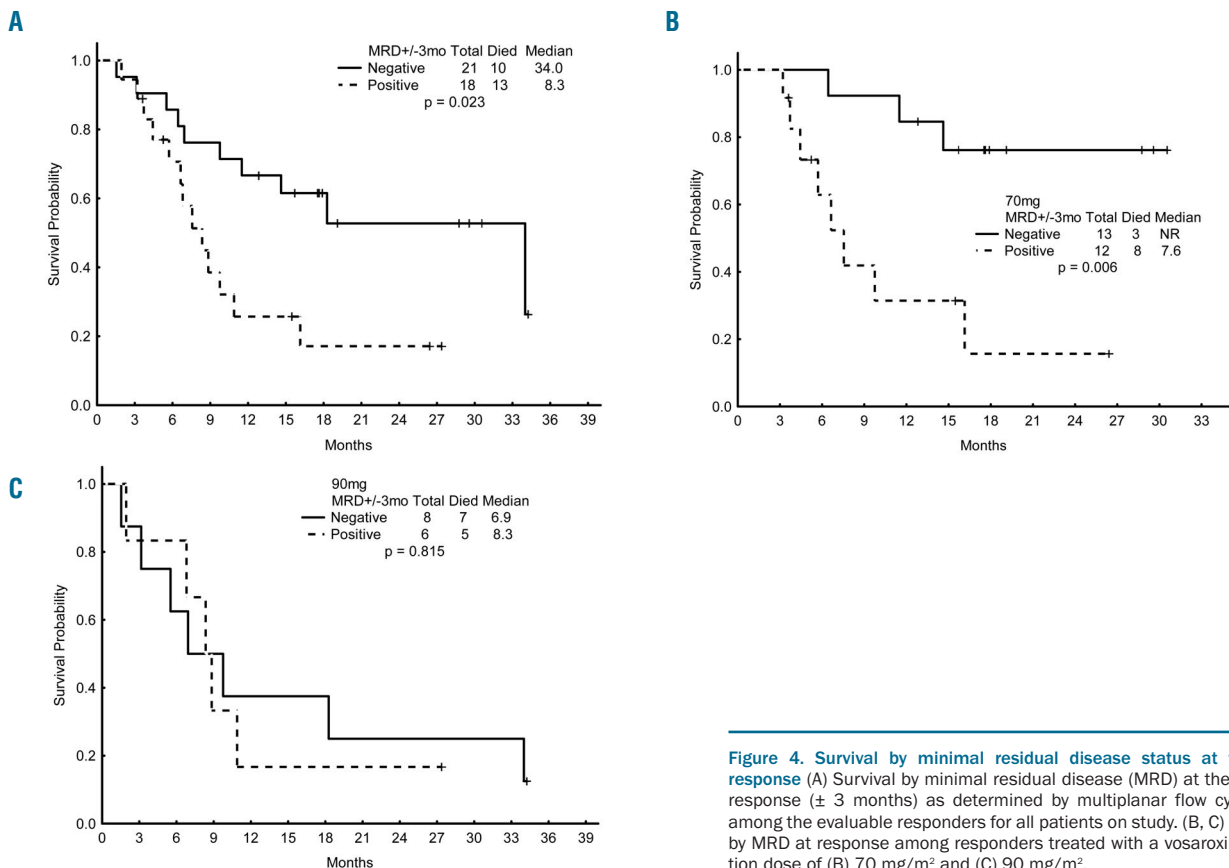 A
MRD+/-3mo Total Died Median
Negative 21 10 34.0
Positive 18 13 8.3
p = 0.023
Survival Probability
1.0
0.8
0.6
0.4
0.2
0.0
0 3 6 9 12 15 18 21 24 27 30 33 36 39
Months
B
70mg
MRD+/-3mo Total Died Median
Negative 13 3 NR
Positive 12 8 7.6
p = 0.006
Survival Probability
1.0
0.8
0.6
0.4
0.2
0.0
0 3 6 9 12 15 18 21 24 27 30 33
Months
C
90mg
MRD+/-3mo Total Died Median
Negative 8 7 6.9
Positive 6 5 8.3
p = 0.815
Survival Probability
1.0
0.8
0.6
0.4
0.2
0.0
0 3 6 9 12 15 18 21 24 27 30 33 36 39
Months
Figure 4. Survival by minimal residual disease status at
response (A) Survival by minimal residual disease (MRD) at the
response (± 3 months) as determined by multiplanar flow cy
among the evaluable responders for all patients on study. (B, C)
by MRD at response among responders treated with a vosaroxi
tion dose of (B) 70 mg/m² and (C) 90 mg/m².